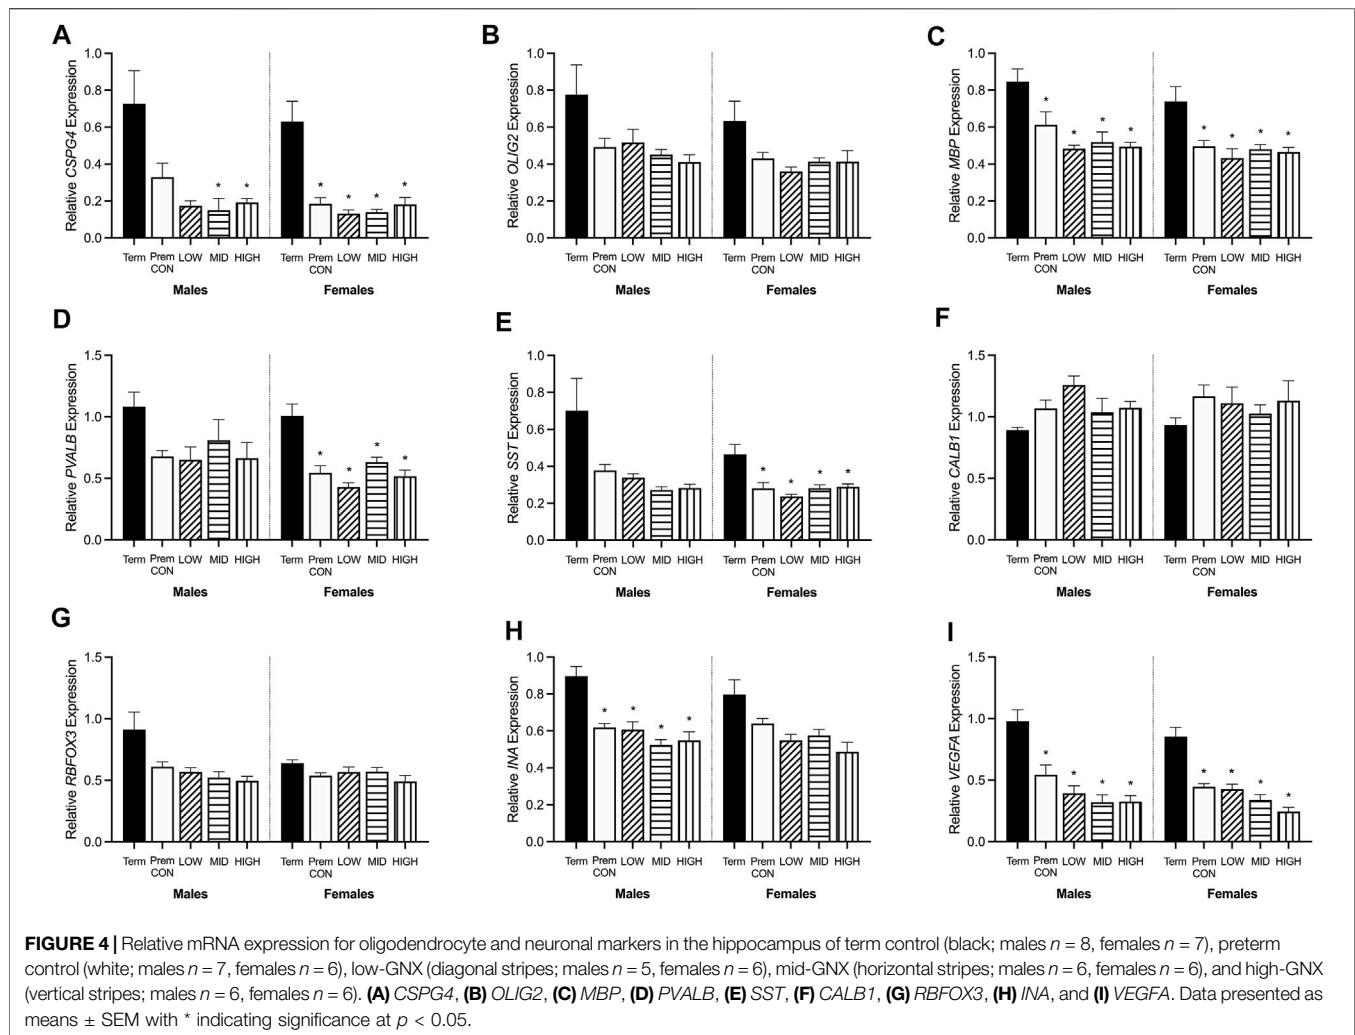 A
B
C
Relative CSPG4 Expression
1.0
0.8
0.6
0.4
0.2
0.0
* *
* * * *
Term Prem CON LOW MID HIGH Term Prem CON LOW MID HIGH
Males Females
Relative OLIG2 Expression
1.0
0.8
0.6
0.4
0.2
0.0
Term Prem CON LOW MID HIGH Term Prem CON LOW MID HIGH
Males Females
Relative MBP Expression
1.0
0.8
0.6
0.4
0.2
0.0
* * * *
* * * *
Term Prem CON LOW MID HIGH Term Prem CON LOW MID HIGH
Males Females
D
E
F
Relative PVALB Expression
1.5
1.0
0.5
0.0
* * * *
Term Prem CON LOW MID HIGH Term Prem CON LOW MID HIGH
Males Females
Relative SST Expression
1.0
0.8
0.6
0.4
0.2
0.0
* * * *
Term Prem CON LOW MID HIGH Term Prem CON LOW MID HIGH
Males Females
Relative CALB1 Expression
1.5
1.0
0.5
0.0
Term Prem CON LOW MID HIGH Term Prem CON LOW MID HIGH
Males Females
G
H
I
Relative RBFOX3 Expression
1.5
1.0
0.5
0.0
Term Prem CON LOW MID HIGH Term Prem CON LOW MID HIGH
Males Females
Relative INA Expression
1.0
0.8
0.6
0.4
0.2
0.0
* * * *
Term Prem CON LOW MID HIGH Term Prem CON LOW MID HIGH
Males Females
Relative VEGFA Expression
1.5
1.0
0.5
0.0
* * * *
* * * *
Term Prem CON LOW MID HIGH Term Prem CON LOW MID HIGH
Males Females
FIGURE 4 | Relative mRNA expression for oligodendrocyte and neuronal markers in the hippocampus of term control (black; males n = 8, females n = 7), preterm
control (white; males n = 7, females n = 6), low-GNX (diagonal stripes; males n = 5, females n = 6), mid-GNX (horizontal stripes; males n = 6, females n = 6), and high-GNX
(vertical stripes; males n = 6, females n = 6). (A) CSPG4, (B) OLIG2, (C) MBP, (D) PVALB, (E) SST, (F) CALB1, (G) RBFOX3, (H) INA, and (I) VEGFA. Data presented as
means ± SEM with * indicating significance at p < 0.05.